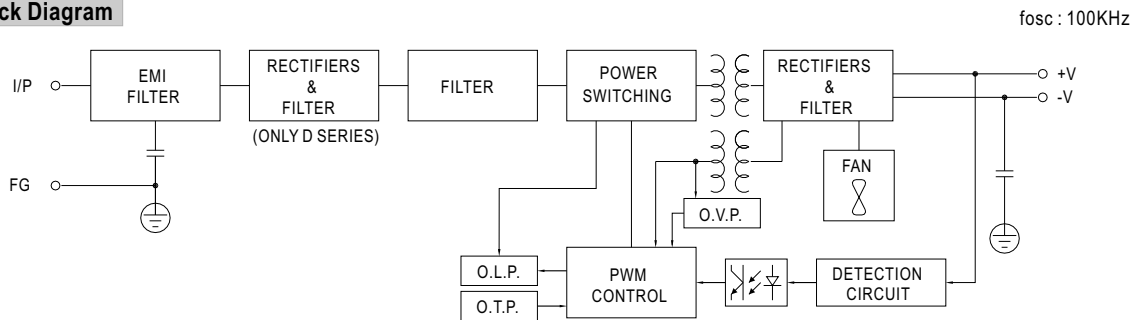 ck Diagram
fosc : 100KHz
I/P
EMI
FILTER
RECTIFIERS
&
FILTER
(ONLY D SERIES)
FILTER
POWER
SWITCHING
RECTIFIERS
&
FILTER
+V
-V
FG
FAN
O.V.P.
O.L.P.
O.T.P.
PWM
CONTROL
DETECTION
CIRCUIT